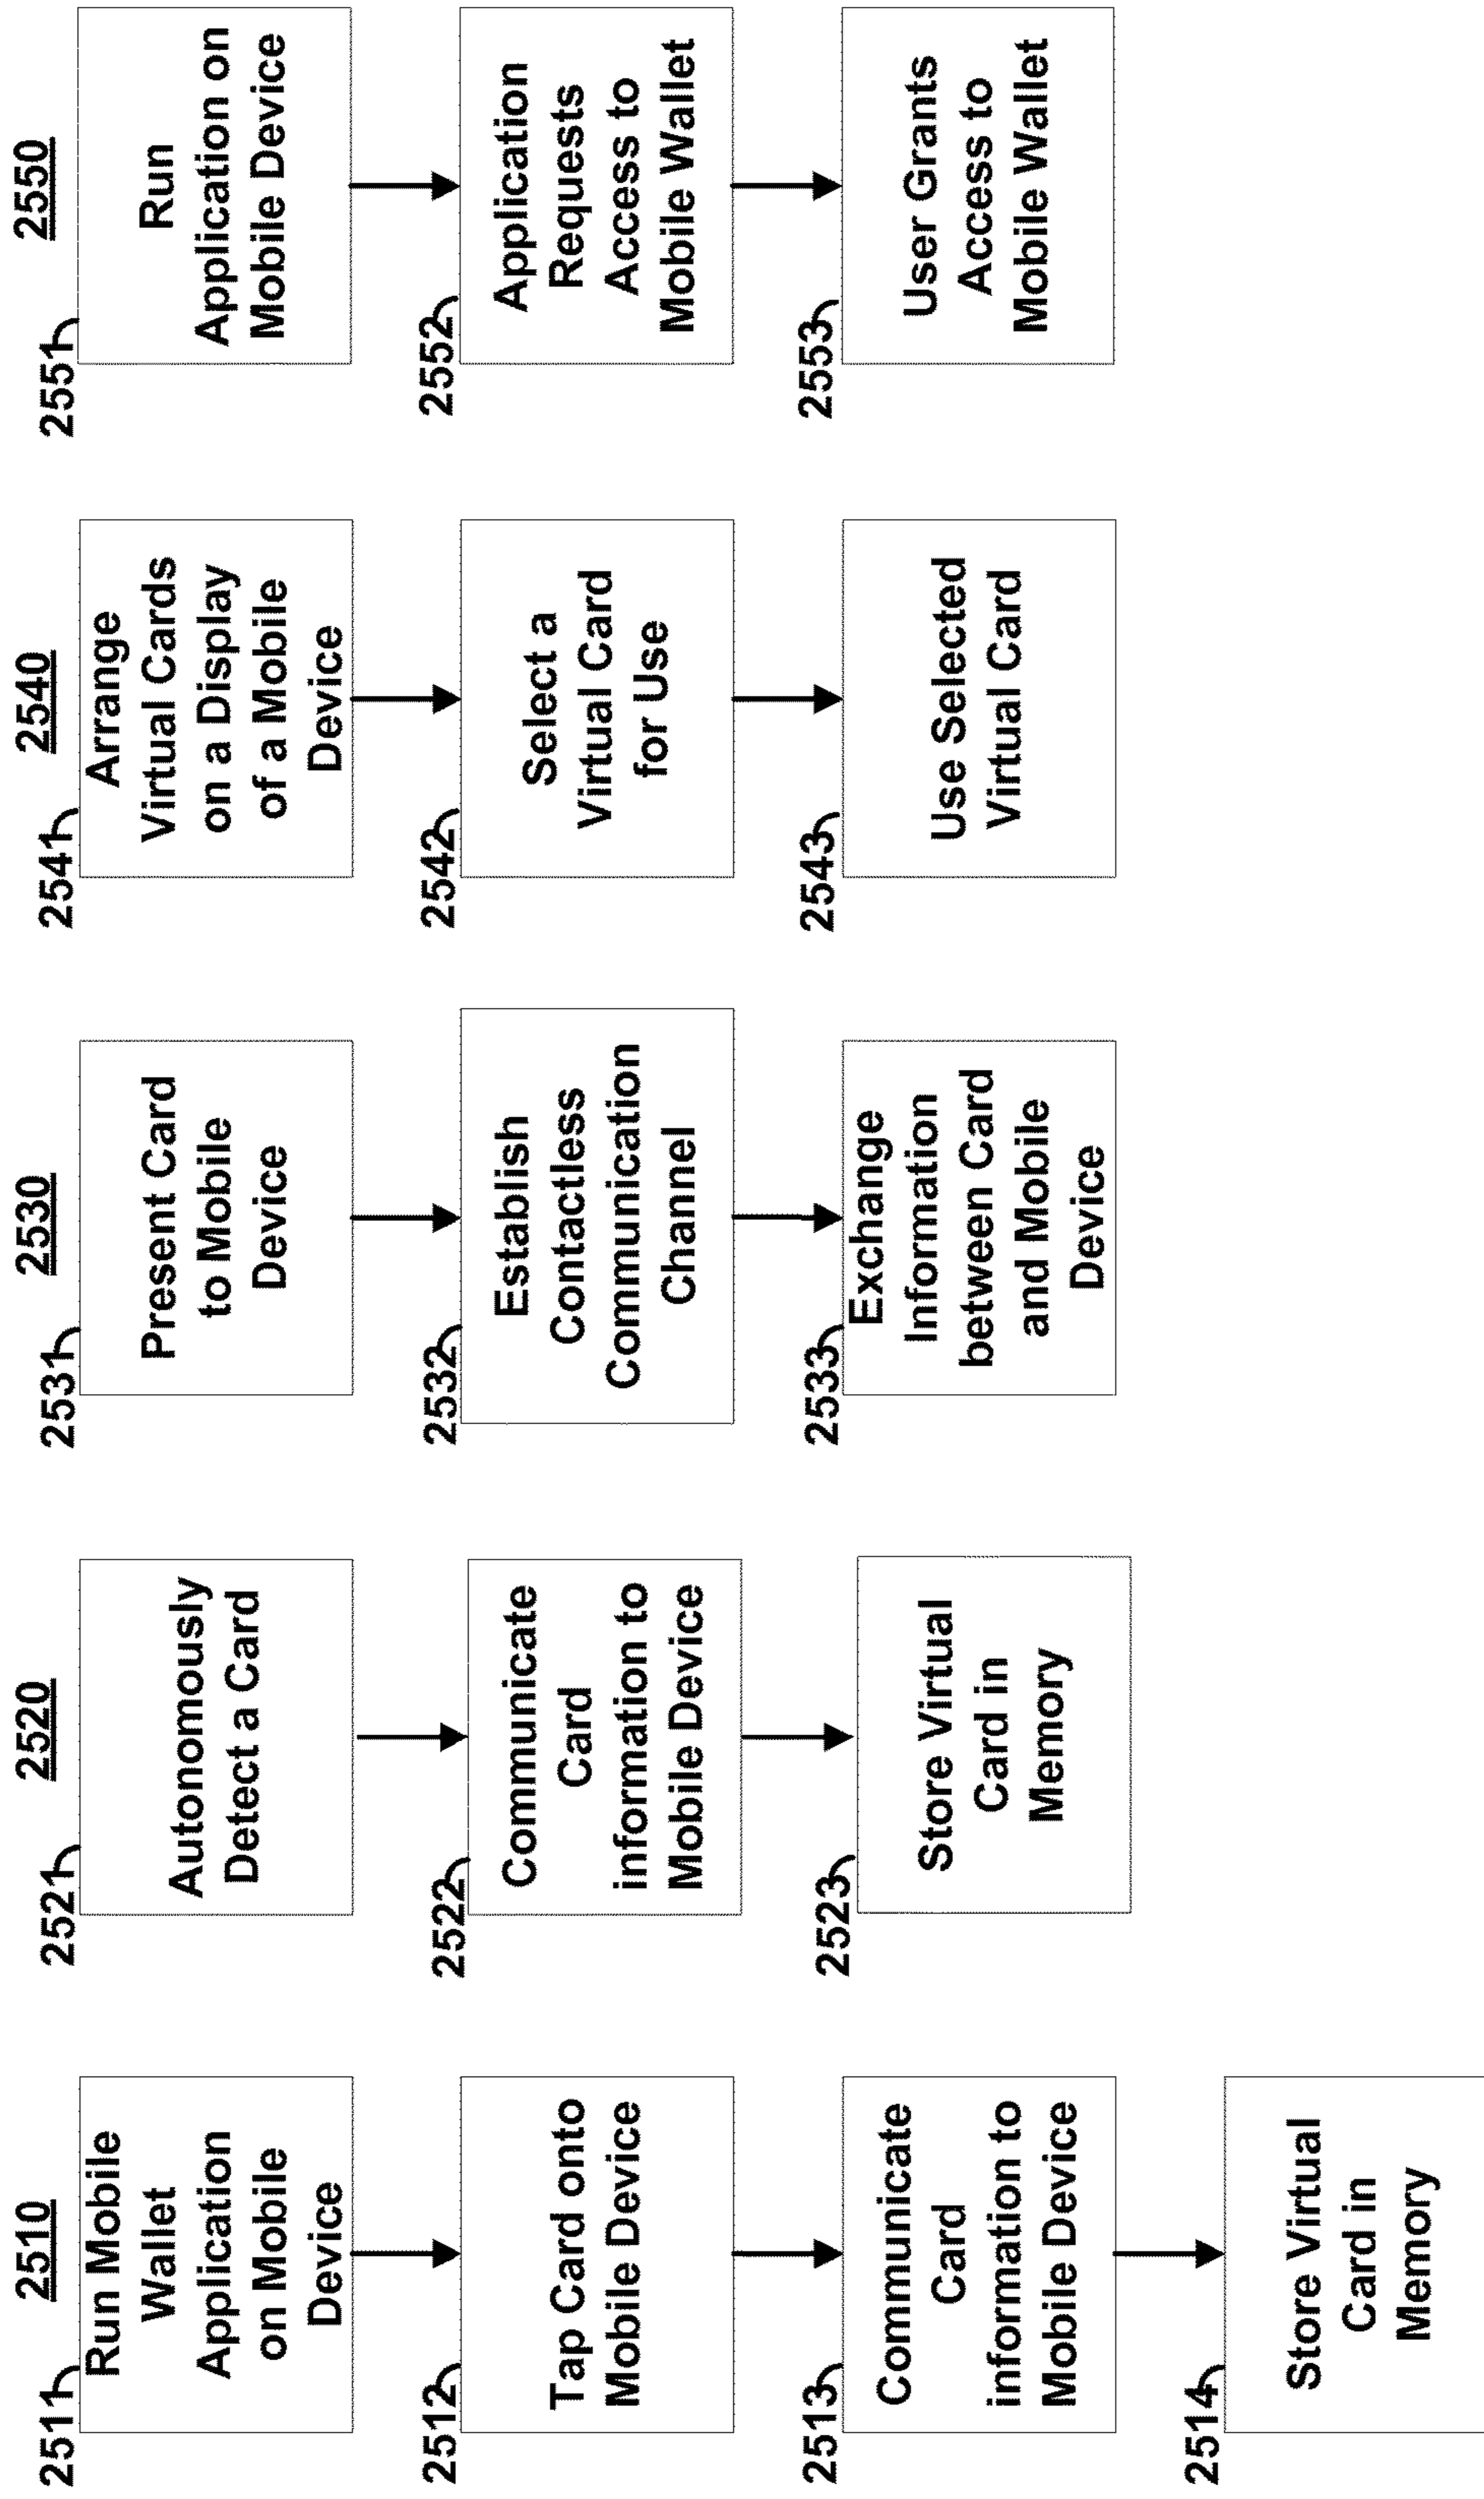 2510
2511
Run Mobile
Wallet
Application
on Mobile
Device
2512
Tap Card onto
Mobile Device
2513
Communicate
Card
information to
Mobile Device
2514
Store Virtual
Card in
Memory
2520
2521
Autonomously
Detect a Card
2522
Communicate
Card
information to
Mobile Device
2523
Store Virtual
Card in
Memory
2530
2531
Present Card
to Mobile
Device
2532
Establish
Contactless
Communication
Channel
2533
Exchange
Information
between Card
and Mobile
Device
2540
2541
Arrange
Virtual Cards
on a Display
of a Mobile
Device
2542
Select a
Virtual Card
for Use
2543
Use Selected
Virtual Card
2550
2551
Run
Application on
Mobile Device
2552
Application
Requests
Access to
Mobile Wallet
2553
User Grants
Access to
Mobile Wallet